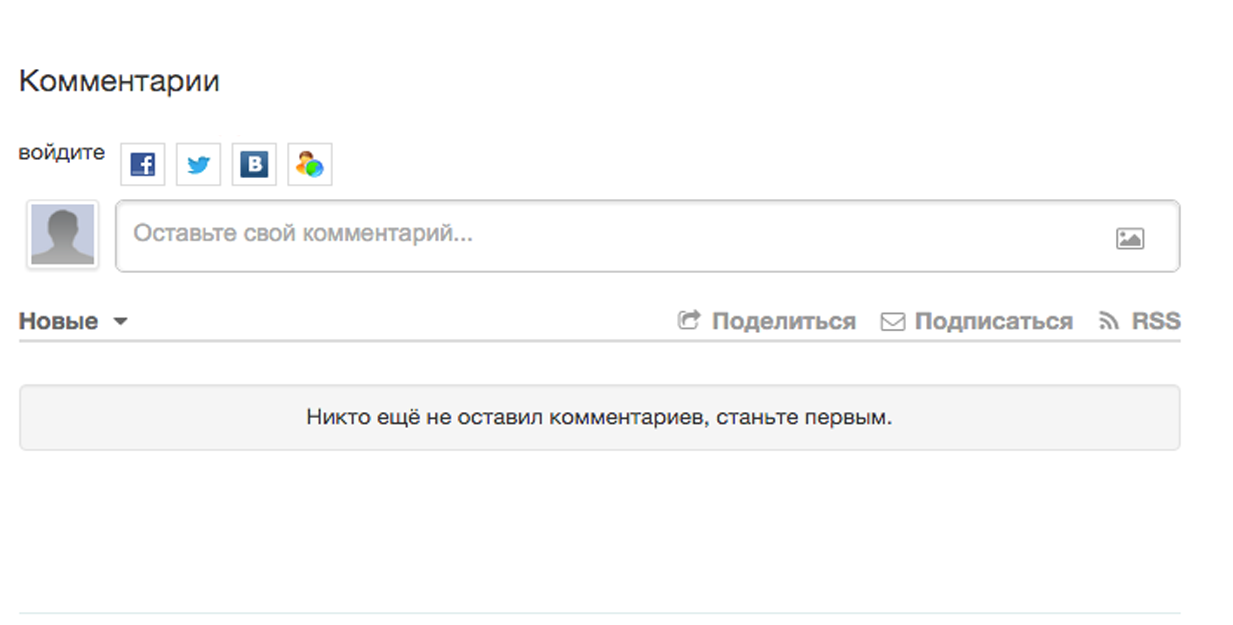 Комментарии
войдите
Оставьте свой комментарий...
Новые Поделиться Подписаться RSS
Никто ещё не оставил комментариев, станьте первым.